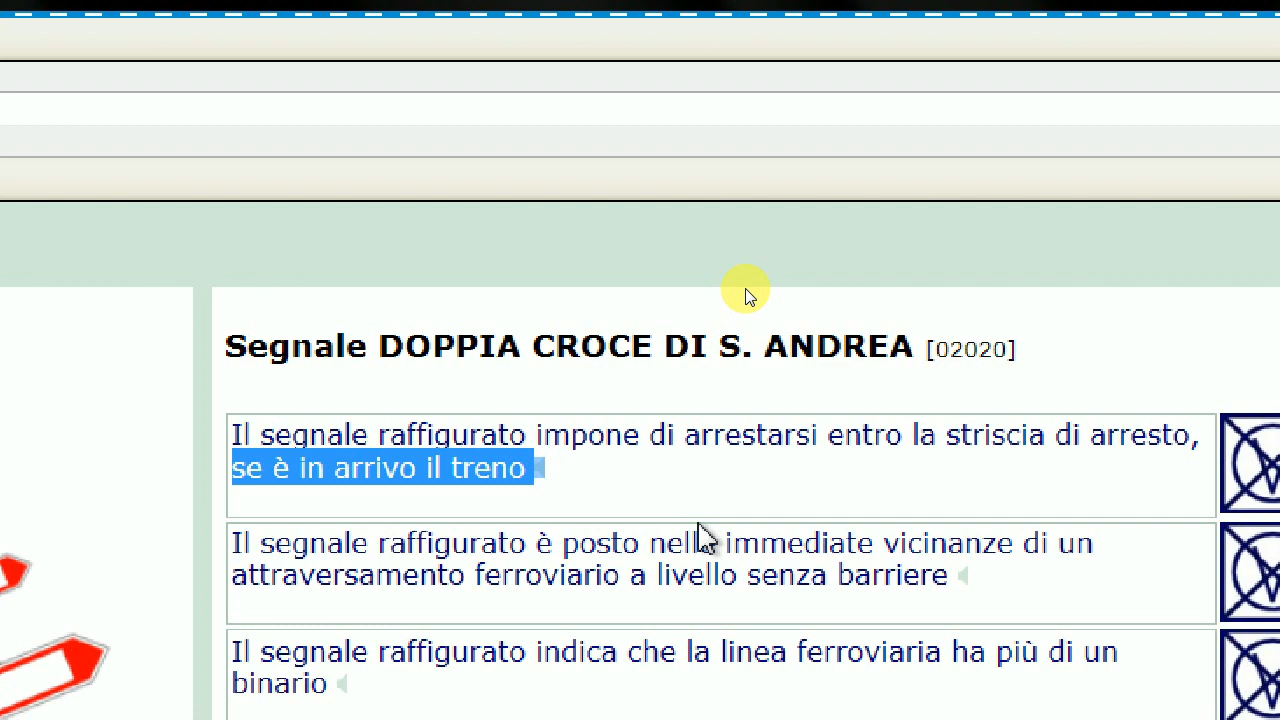 Segnale DOPPIA CROCE DI S. ANDREA [02020]
Il segnale raffigurato impone di arrestarsi entro la striscia di arresto,
se è in arrivo il treno
Il segnale raffigurato è posto nelle immediate vicinanze di un
attraversamento ferroviario a livello senza barriere
Il segnale raffigurato indica che la linea ferroviaria ha più di un
binario